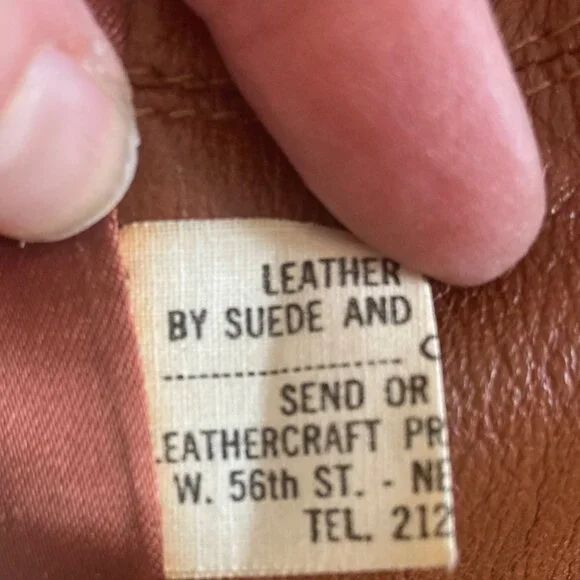 LEATHER
BY SUEDE AND
SEND OR
EATHERCRAFT PR
W. 56th ST. - NE
TEL. 212